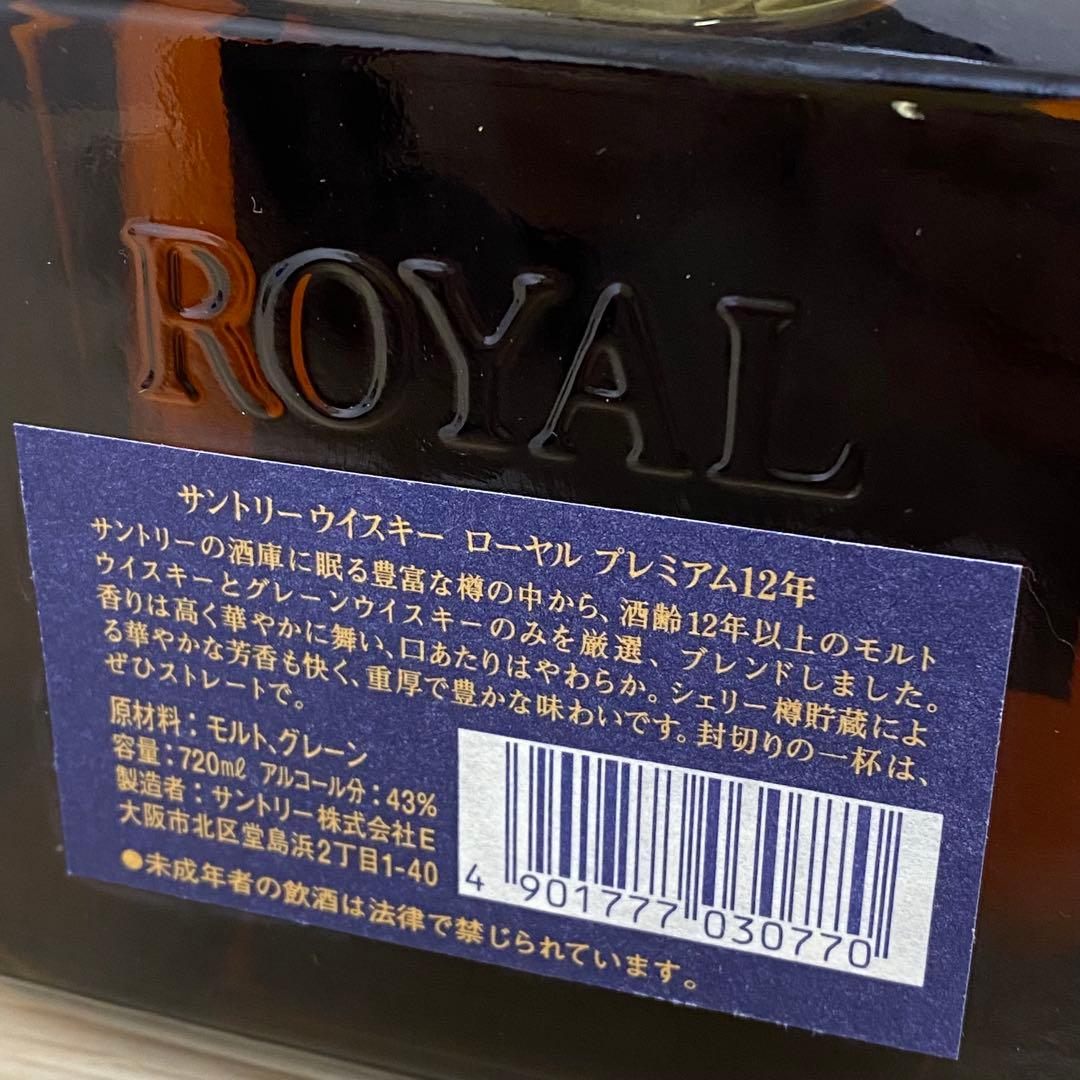 ROYAL
サントリーウイスキー ローヤル プレミアム12年
サントリーの酒庫に眠る豊富な樽の中から、酒齢12年以上のモルト
ウイスキーとグレーンウイスキーのみを厳選、ブレンドしました。
香りは高く華やかに舞い、口あたりはやわらか。シェリー樽貯蔵によ
る華やかな芳香も快く、重厚で豊かな味わいです。封切りの一杯は、
ぜひストレートで。
原材料：モルト、グレーン
容量：720mℓ アルコール分：43%
製造者：サントリー株式会社E
大阪市北区堂島浜2丁目1-40
●未成年者の飲酒は法律で禁じられています。
4 901777 030770